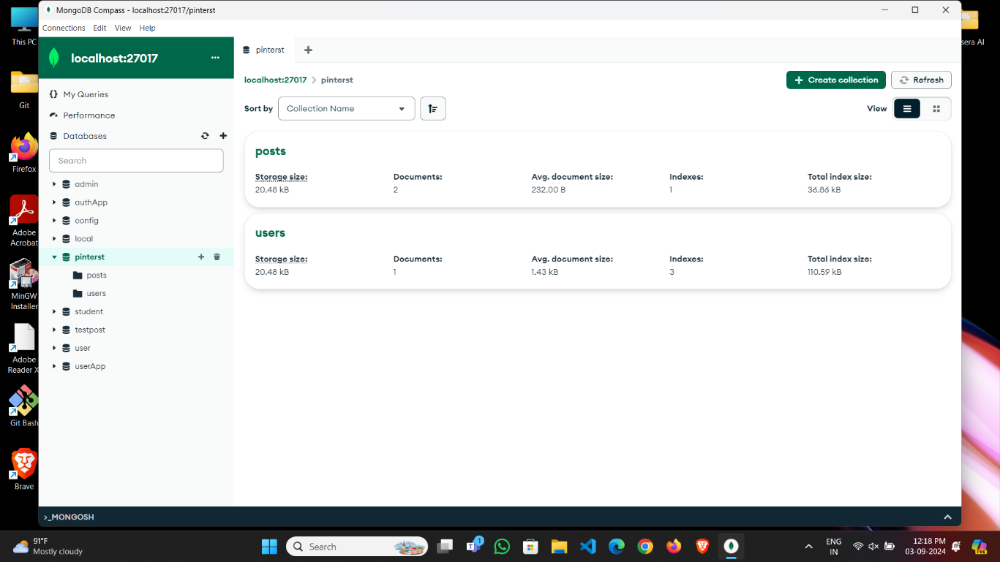 MongoDB Compass - localhost:27017/pinterst
Connections Edit View Help
localhost:27017 ...
{} My Queries
Performance
Databases
Search
admin
authApp
config
local
pinterst
posts
users
student
testpost
user
userApp
pinterst
localhost:27017 > pinterst
Create collection
Refresh
Sort by Collection Name
View
posts
Storage size: Documents: Avg. document size: Indexes: Total index size:
20.48 kB 2 232.00 B 1 36.86 kB
users
Storage size: Documents: Avg. document size: Indexes: Total index size:
20.48 kB 1 1.43 kB 3 110.59 kB
>_MONGOSH
This PC
Git
Firefox
Adobe
Acrobat
MinGW
Installer
Adobe
Reader X
Git Bash
Brave
sera AI
91°F
Mostly cloudy
Search
1
ENG
IN
12:18 PM
03-09-2024
PRE